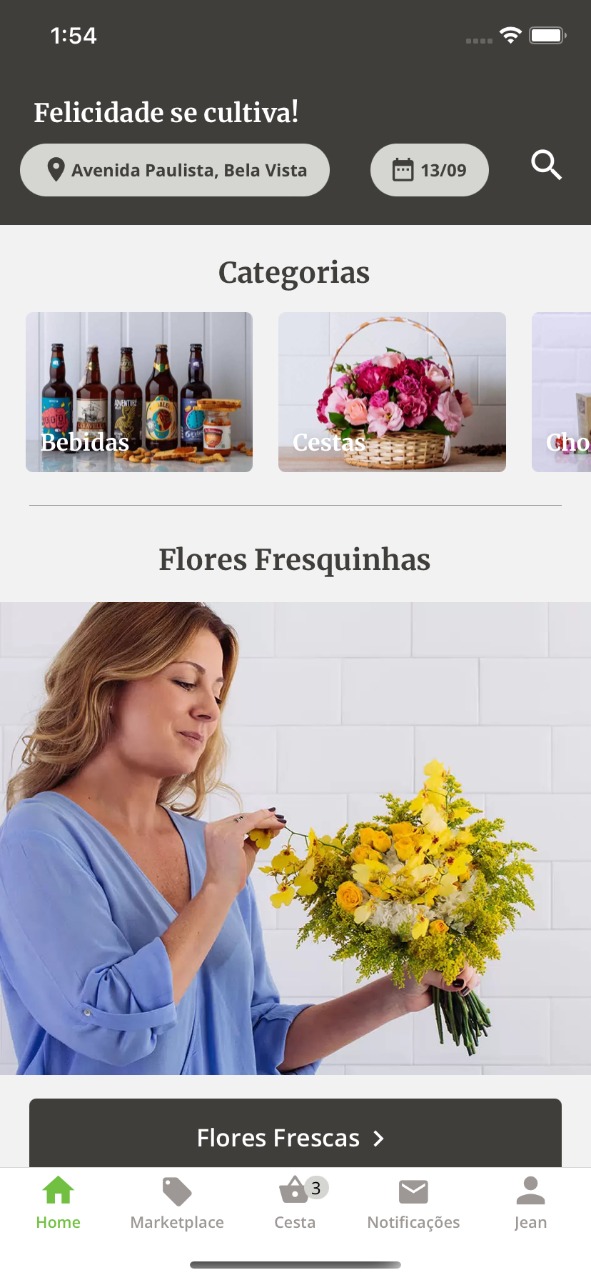 1:54
Felicidade se cultiva!
Avenida Paulista, Bela Vista
13/09
Categorias
Bebidas
Cestas
Cho
Flores Fresquinhas
Flores Frescas
3
Home
Marketplace
Cesta
Notificações
Jean